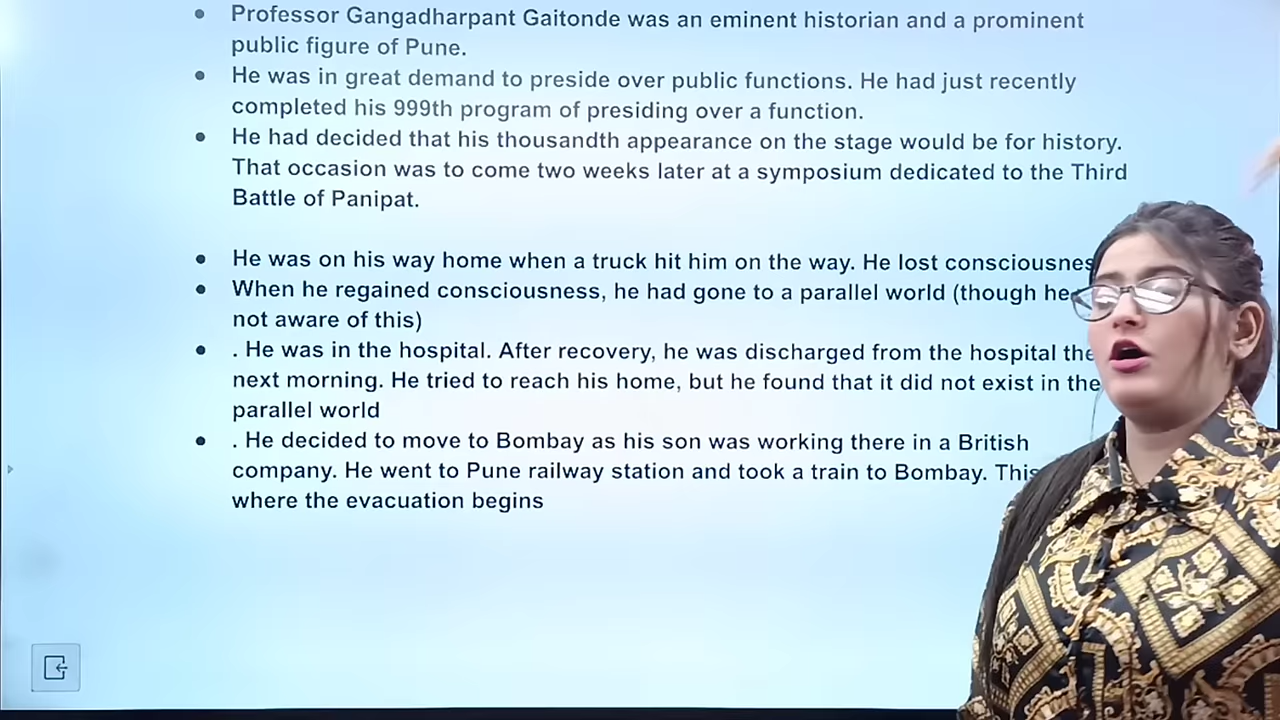 Professor Gangadharpant Gaitonde was an eminent historian and a prominent
public figure of Pune.
He was in great demand to preside over public functions. He had just recently
completed his 999th program of presiding over a function.
He had decided that his thousandth appearance on the stage would be for history.
That occasion was to come two weeks later at a symposium dedicated to the Third
Battle of Panipat.
He was on his way home when a truck hit him on the way. He lost consciousnes
When he regained consciousness, he had gone to a parallel world (though he
not aware of this)
. He was in the hospital. After recovery, he was discharged from the hospital the
next morning. He tried to reach his home, but he found that it did not exist in the
parallel world
. He decided to move to Bombay as his son was working there in a British
company. He went to Pune railway station and took a train to Bombay. This
where the evacuation begins